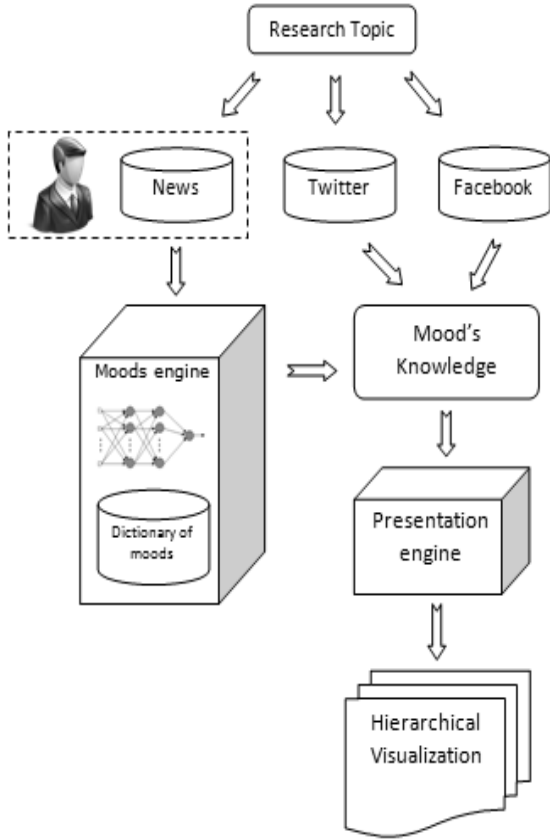 Research Topic
News
Twitter
Facebook
Moods engine
Dictionary of
moods
Mood's
Knowledge
Presentation
engine
Hierarchical
Visualization